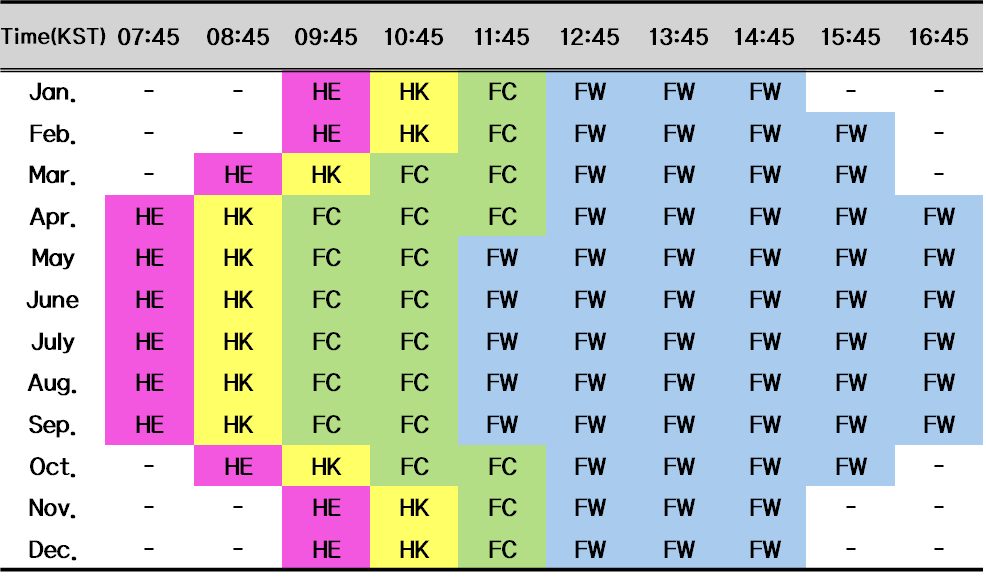 Time(KST) 07:45 08:45 09:45 10:45 11:45 12:45 13:45 14:45 15:45 16:45
Jan. - - HE HK FC FW FW FW - -
Feb. - - HE HK FC FW FW FW FW -
Mar. - HE HK FC FC FW FW FW FW -
Apr. HE HK FC FC FC FW FW FW FW FW
May HE HK FC FC FW FW FW FW FW FW
June HE HK FC FC FW FW FW FW FW FW
July HE HK FC FC FW FW FW FW FW FW
Aug. HE HK FC FC FW FW FW FW FW FW
Sep. HE HK FC FC FW FW FW FW FW FW
Oct. - HE HK FC FC FW FW FW FW -
Nov. - - HE HK FC FW FW FW - -
Dec. - - HE HK FC FW FW FW - -